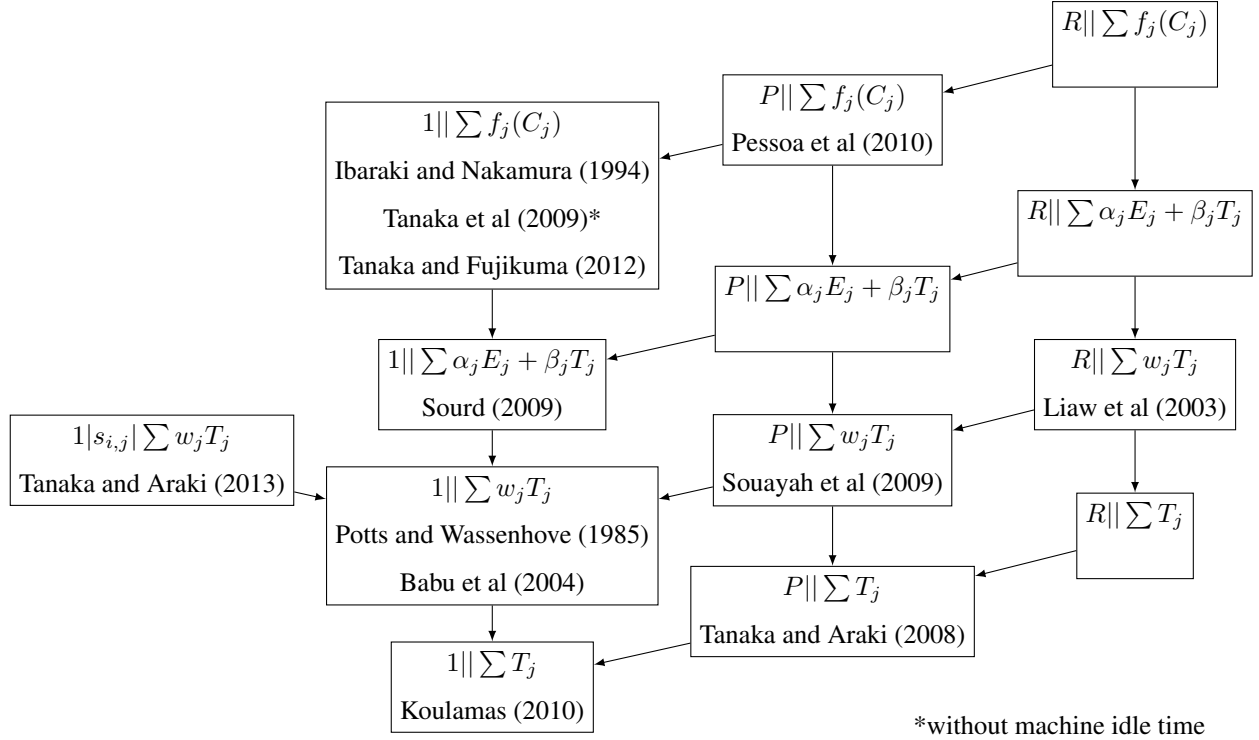 R|| ∑ f_j(C_j)
P|| ∑ f_j(C_j)
Pessoa et al (2010)
1|| ∑ f_j(C_j)
Ibaraki and Nakamura (1994)
Tanaka et al (2009)*
Tanaka and Fujikuma (2012)
R|| ∑ α_jE_j + β_jT_j
P|| ∑ α_jE_j + β_jT_j
1|| ∑ α_jE_j + β_jT_j
Sourd (2009)
R|| ∑ w_jT_j
Liaw et al (2003)
1|s_{i,j}| ∑ w_jT_j
Tanaka and Araki (2013)
P|| ∑ w_jT_j
Souayah et al (2009)
1|| ∑ w_jT_j
Potts and Wassenhove (1985)
Babu et al (2004)
R|| ∑ T_j
P|| ∑ T_j
Tanaka and Araki (2008)
1|| ∑ T_j
Koulamas (2010)
*without machine idle time